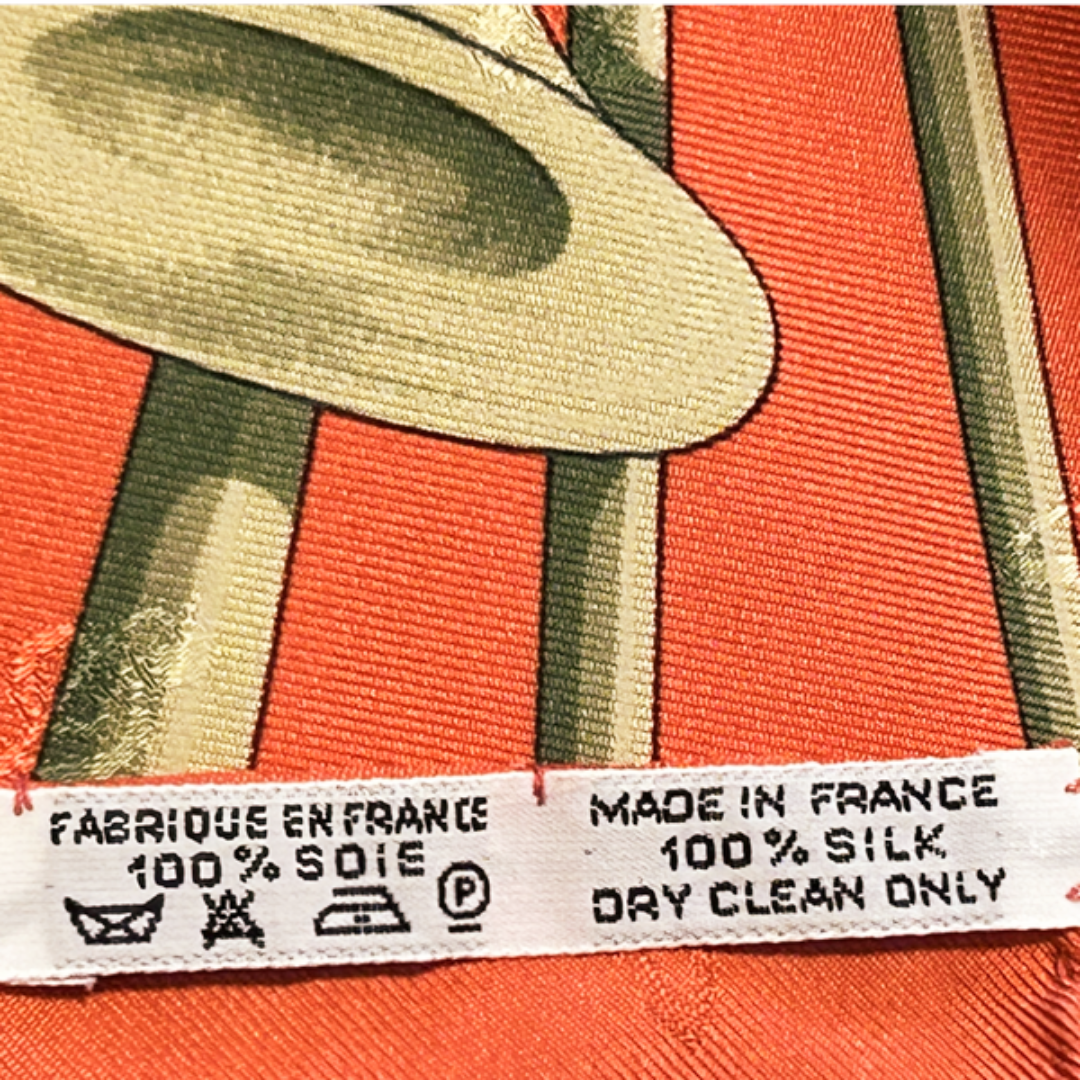 FABRIQUE EN FRANCE
100% SOIE
P
MADE IN FRANCE
100% SILK
DRY CLEAN ONLY